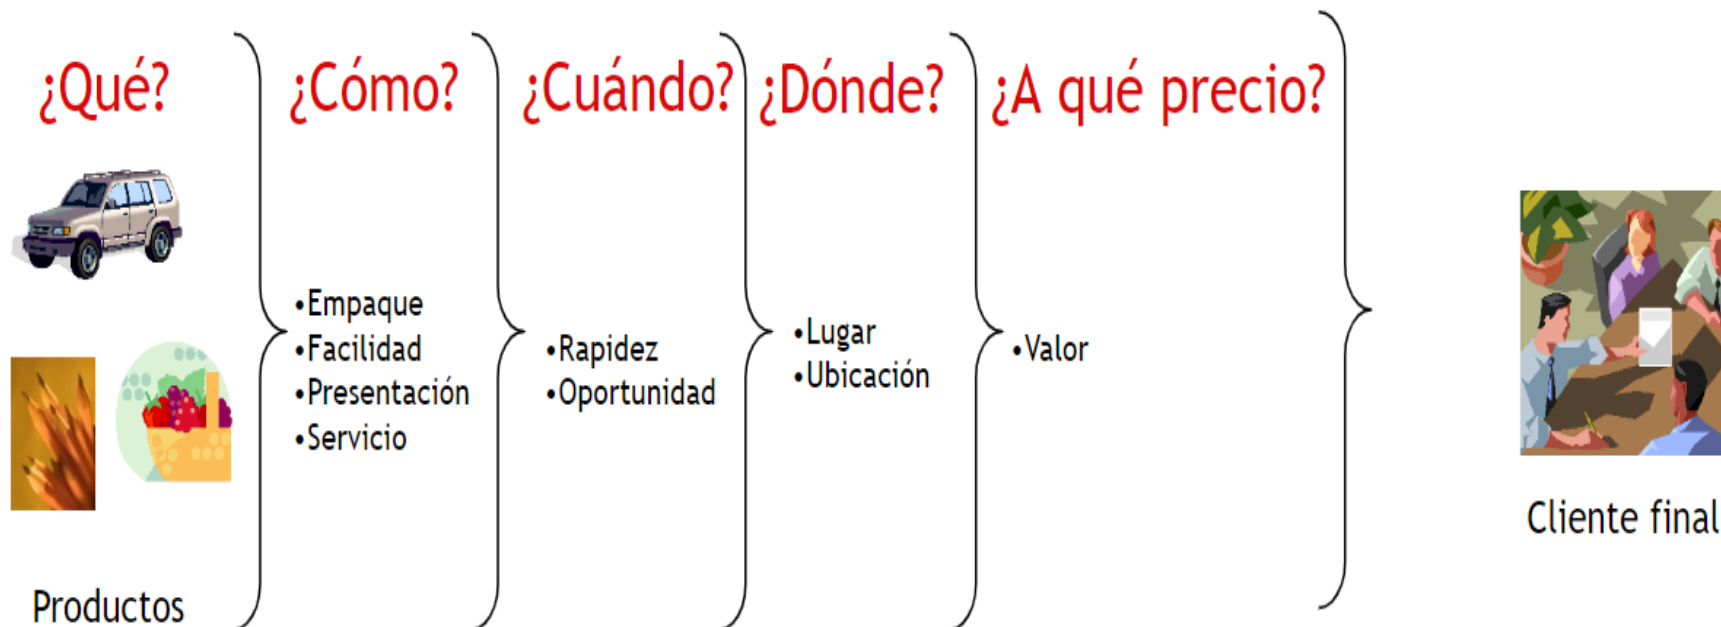 ¿Qué?
Productos
¿Cómo?
•Empaque
•Facilidad
•Presentación
•Servicio
¿Cuándo?
•Rapidez
•Oportunidad
¿Dónde?
•Lugar
•Ubicación
¿A qué precio?
•Valor
Cliente final